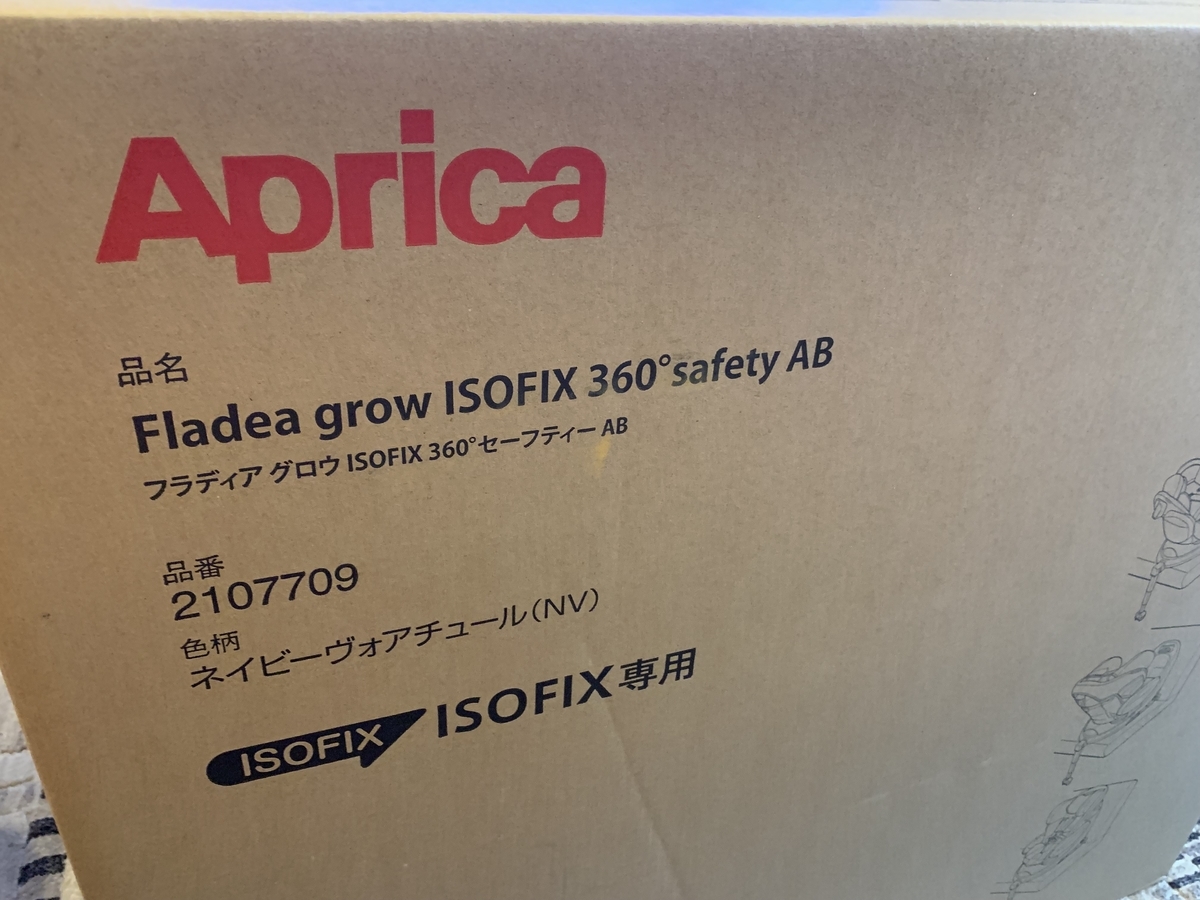 Aprica
品名
Fladea grow ISOFIX 360°safety AB
フラディア グロウ ISOFIX 360°セーフティー AB
品番
2107709
色柄
ネイビーヴォアチュール(NV)
ISOFIX ISOFIX専用